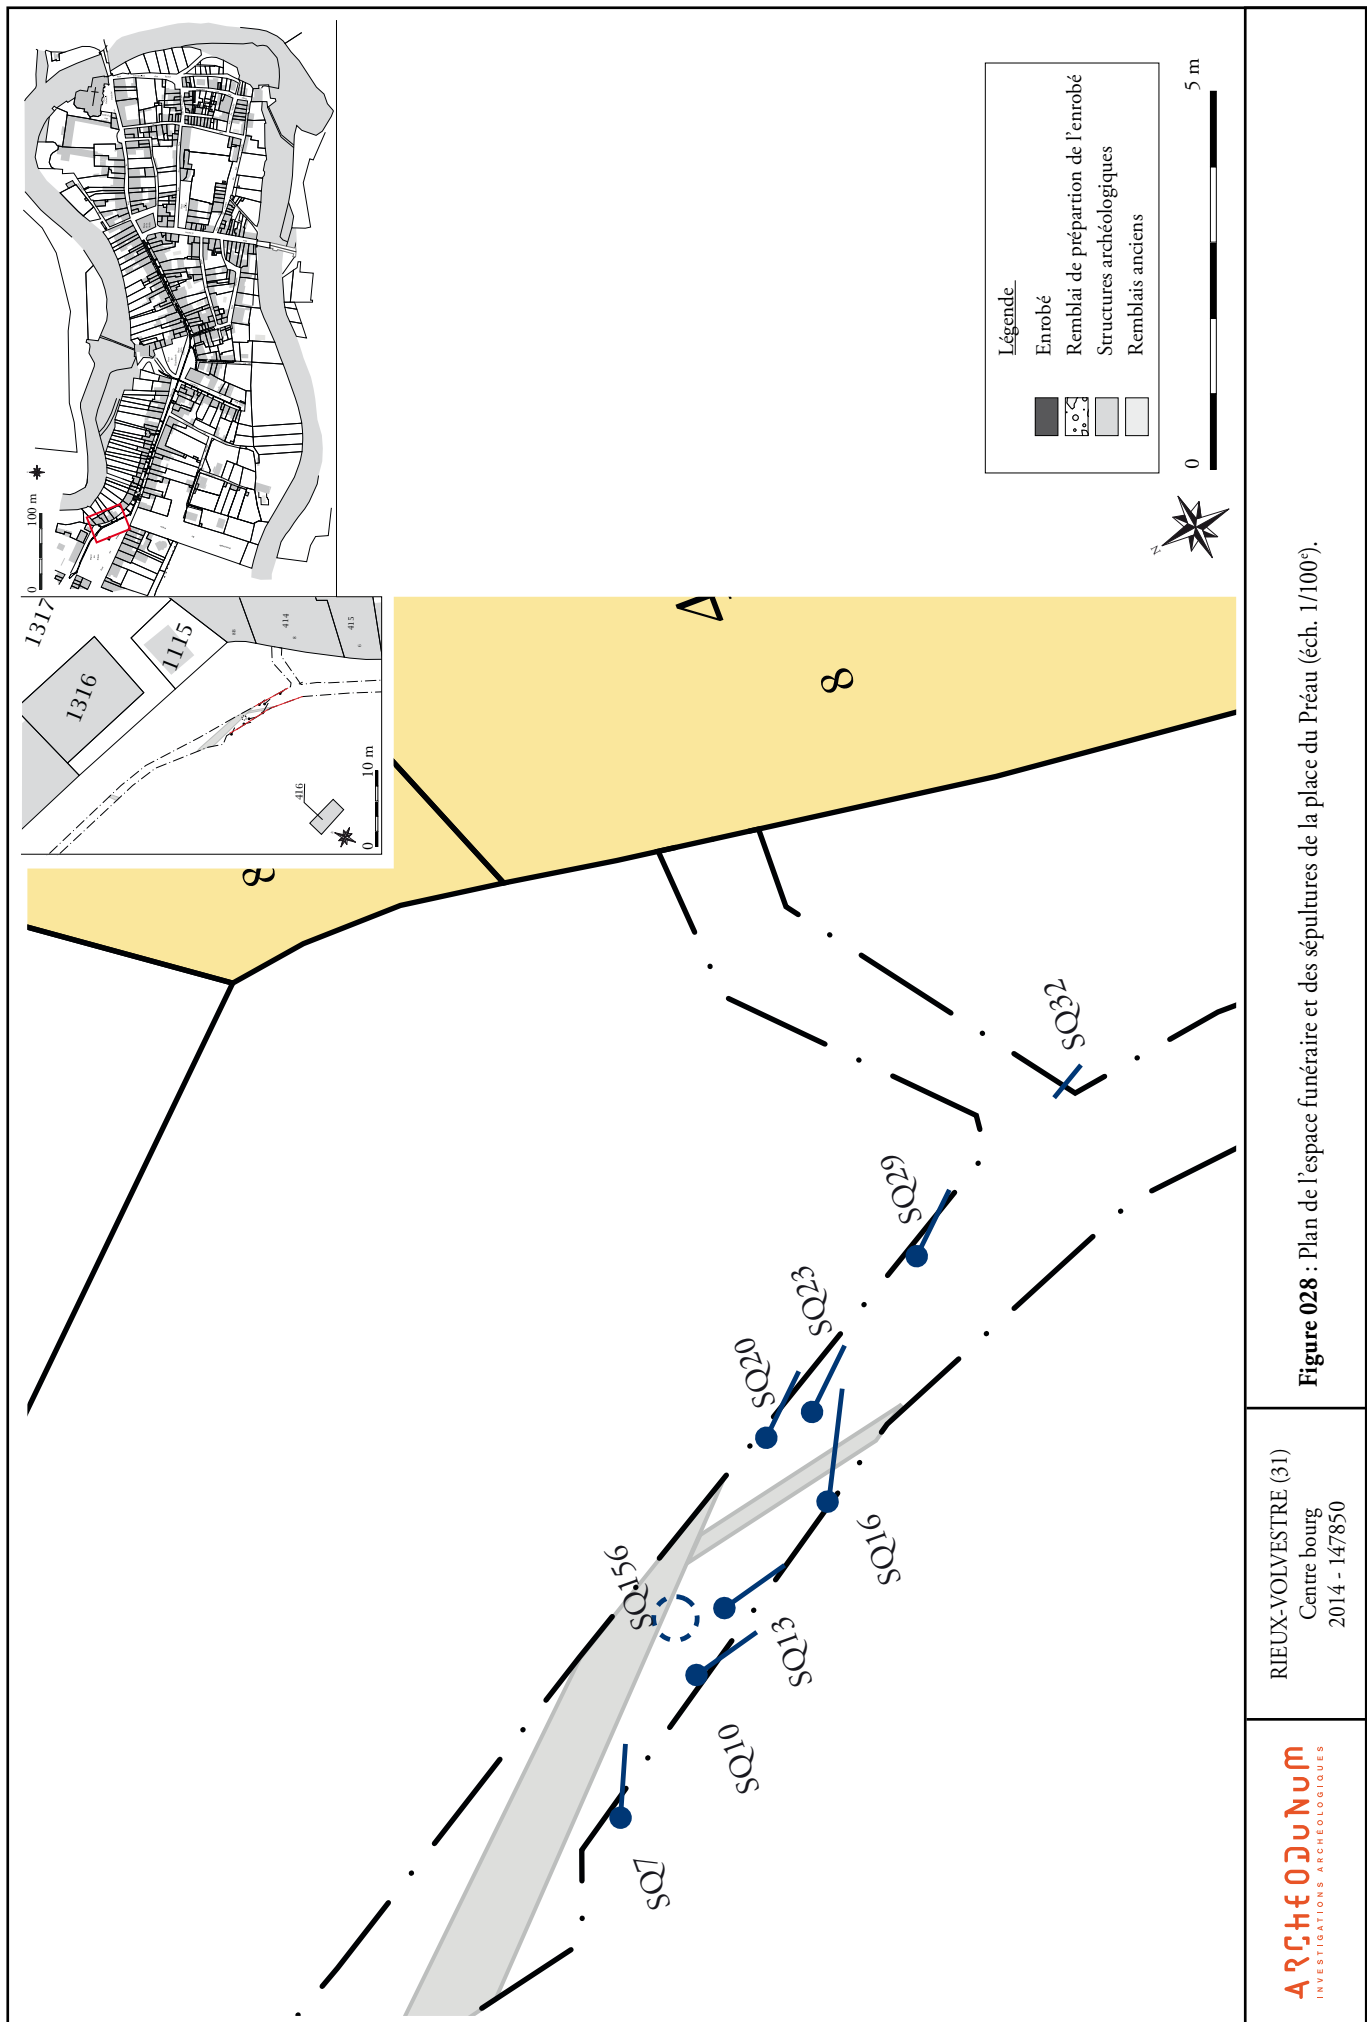 1317
1316
1115
414
415
416
0
10 m
0
100 m
8
8
SQ7
SQ10
SQ13
SQ156
SQ16
SQ20
SQ23
SQ29
SQ32
Légende
Enrobé
Remblai de prépartion de l'enrobé
Structures archéologiques
Remblais anciens
N
0
5 m
ARCHEODUNUM
INVESTIGATIONS ARCHÉOLOGIQUES
RIEUX-VOLVESTRE (31)
Centre bourg
2014 - 147850
Figure 028 : Plan de l'espace funéraire et des sépultures de la place du Préau (éch. 1/100e).